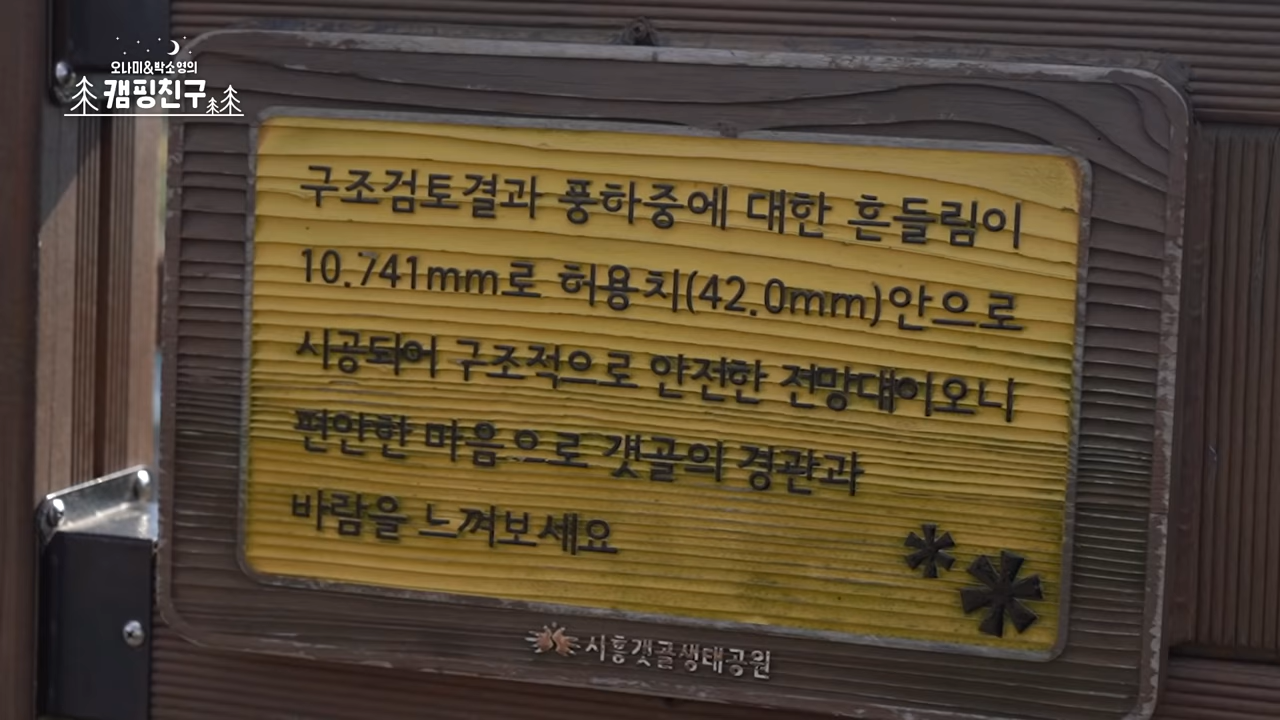 오나미&박소영의
캠핑친구
구조검토결과 풍하중에 대한 흔들림이
10.741mm로 허용치(42.0mm)안으로
시공되어 구조적으로 안전한 전망대이오니
편안한 마음으로 갯골의 경관과
바람을 느껴보세요
시흥갯골생태공원